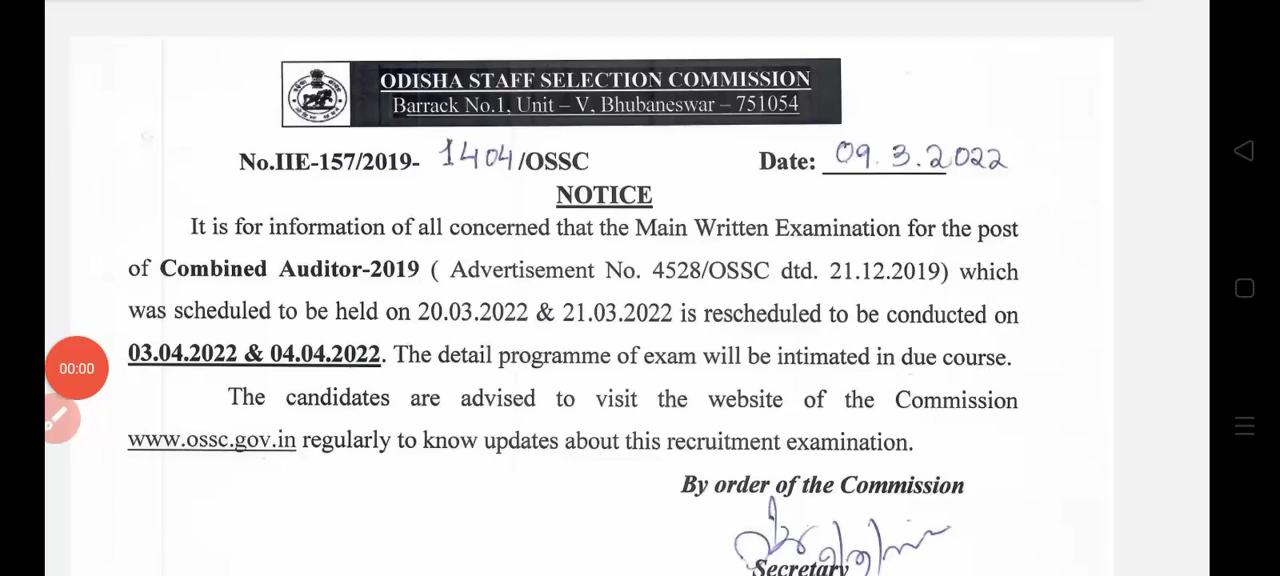 ODISHA STAFF SELECTION COMMISSION
Barrack No.1, Unit – V, Bhubaneswar – 751054
No.IIE-157/2019- 1404/OSSC Date: 09.3.2022
NOTICE
It is for information of all concerned that the Main Written Examination for the post
of Combined Auditor-2019 ( Advertisement No. 4528/OSSC dtd. 21.12.2019) which
was scheduled to be held on 20.03.2022 & 21.03.2022 is rescheduled to be conducted on
03.04.2022 & 04.04.2022. The detail programme of exam will be intimated in due course.
The candidates are advised to visit the website of the Commission
www.ossc.gov.in regularly to know updates about this recruitment examination.
By order of the Commission
Secretary
00:00